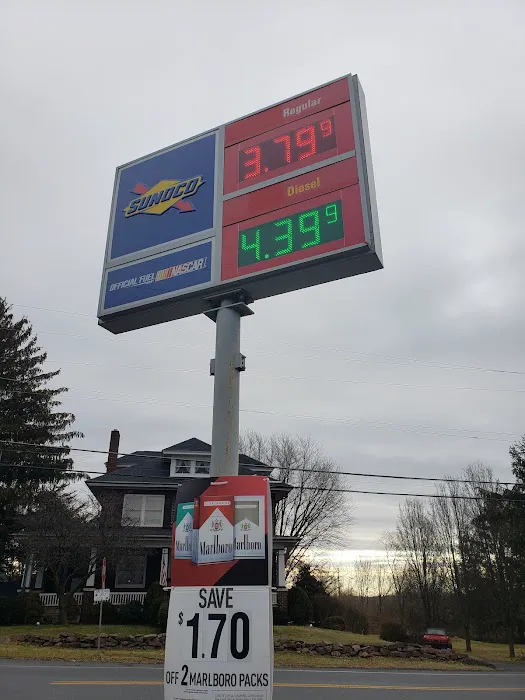 Regular
3.79 9
SUNOCO
Diesel
4.39 9
OFFICIAL FUEL NASCAR
Marlboro
SAVE
$1.70
OFF 2 MARLBORO PACKS